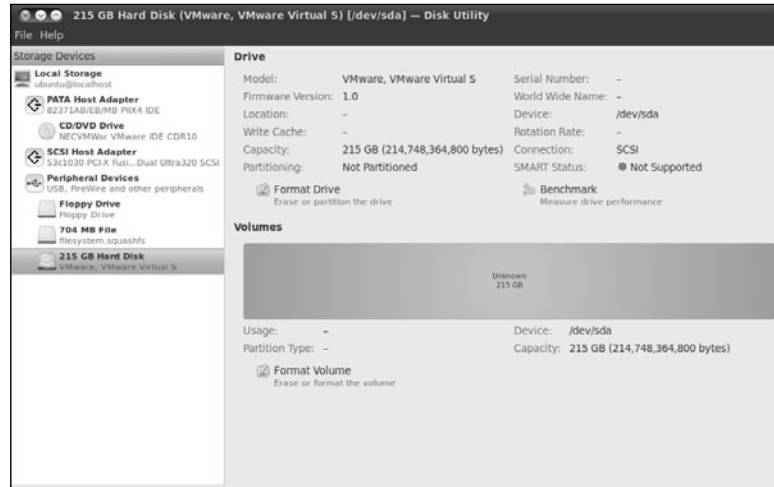 215 GB Hard Disk (VMware, VMware Virtual S) [/dev/sda] — Disk Utility
File Help
Storage Devices
Local Storage
ubuntu@localhost
PATA Host Adapter
82371AB/EB/MB PIIX4 IDE
CD/DVD Drive
NECVMWar VMware IDE CDR10
SCSI Host Adapter
53c1030 PCI-X Fusi...Dual Ultra320 SCSI
Peripheral Devices
USB, FireWire and other peripherals
Floppy Drive
Floppy Drive
704 MB File
filesystem.squashfs
215 GB Hard Disk
VMware, VMware Virtual S
Drive
Model: VMware, VMware Virtual S Serial Number: –
Firmware Version: 1.0 World Wide Name: –
Location: – Device: /dev/sda
Write Cache: – Rotation Rate: –
Capacity: 215 GB (214,748,364,800 bytes) Connection: SCSI
Partitioning: Not Partitioned SMART Status: Not Supported
Format Drive Benchmark
Erase or partition the drive Measure drive performance
Volumes
Unknown
215 GB
Usage: – Device: /dev/sda
Partition Type: – Capacity: 215 GB (214,748,364,800 bytes)
Format Volume
Erase or format the volume